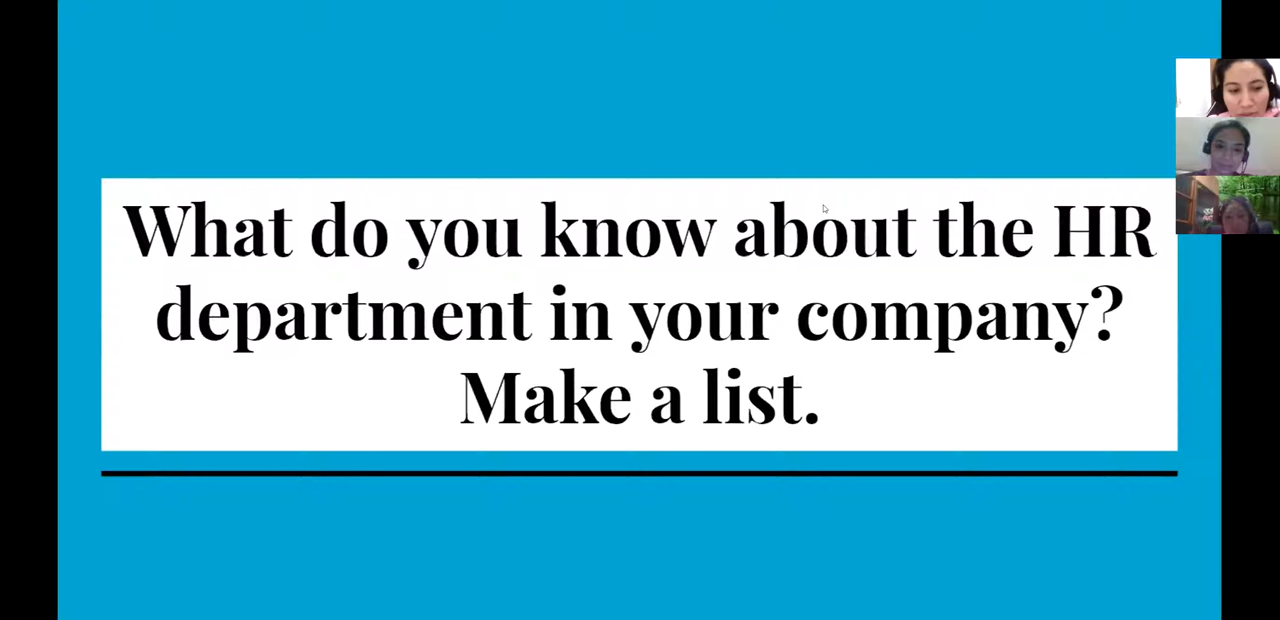 What do you know about the HR
department in your company?
Make a list.